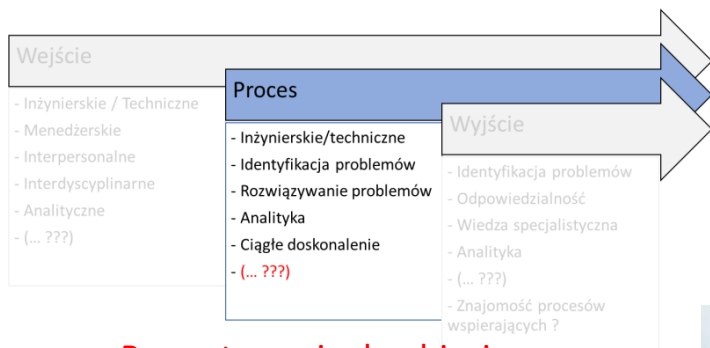 Wejście
- Inżynierskie / Techniczne
- Menedżerskie
- Interpersonalne
- Interdyscyplinarne
- Analityczne
- (... ???)
Proces
- Inżynierskie/techniczne
- Identyfikacja problemów
- Rozwiązywanie problemów
- Analityka
- Ciągłe doskonalenie
- (... ???)
Wyjście
- Identyfikacja problemów
- Odpowiedzialność
- Wiedza specjalistyczna
- Analityka
- (... ???)
- Znajomość procesów
wspierających ?